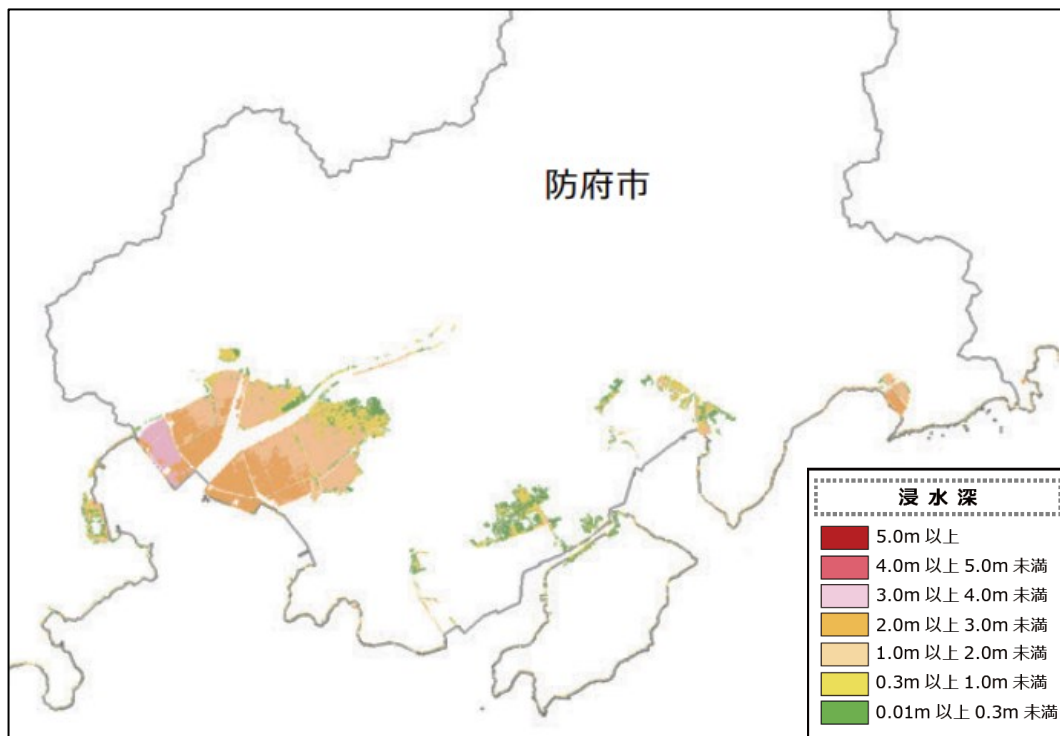 防府市
浸水深
5.0m 以上
4.0m 以上 5.0m 未満
3.0m 以上 4.0m 未満
2.0m 以上 3.0m 未満
1.0m 以上 2.0m 未満
0.3m 以上 1.0m 未満
0.01m 以上 0.3m 未満